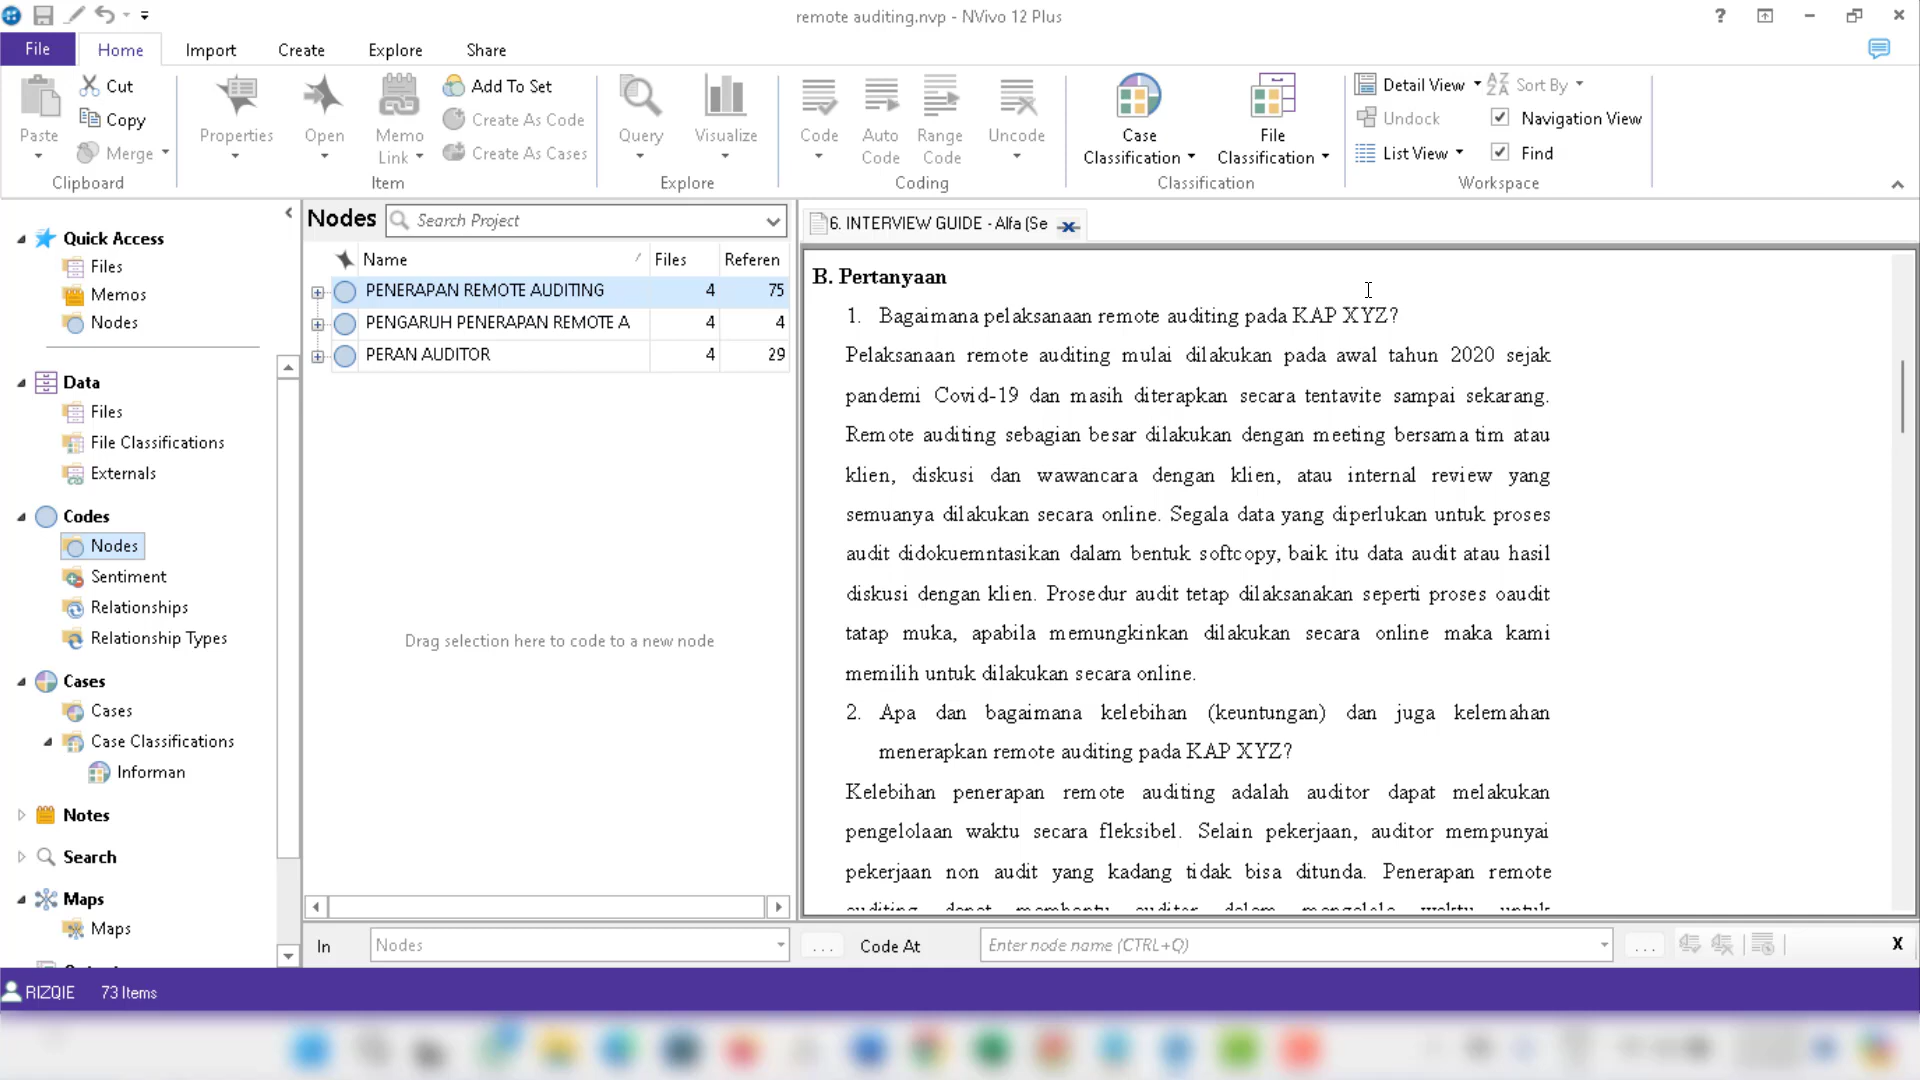 remote auditing.nvp - NVivo 12 Plus
?
File
Home
Import
Create
Explore
Share
Paste
Cut
Copy
Merge
Clipboard
Properties
Open
Memo Link
Add To Set
Create As Code
Create As Cases
Item
Query
Visualize
Explore
Code
Auto Code
Range Code
Uncode
Coding
Case Classification
File Classification
Classification
Detail View
Sort By
Undock
Navigation View
List View
Find
Workspace
Quick Access
Files
Memos
Nodes
Data
Files
File Classifications
Externals
Codes
Nodes
Sentiment
Relationships
Relationship Types
Cases
Cases
Case Classifications
Informan
Notes
Search
Maps
Maps
Nodes
Search Project
Name Files Referen
PENERAPAN REMOTE AUDITING 4 75
PENGARUH PENERAPAN REMOTE A 4 4
PERAN AUDITOR 4 29
Drag selection here to code to a new node
6. INTERVIEW GUIDE - Alfa (Se
B. Pertanyaan
1. Bagaimana pelaksanaan remote auditing pada KAP XYZ?
Pelaksanaan remote auditing mulai dilakukan pada awal tahun 2020 sejak
pandemi Covid-19 dan masih diterapkan secara tentavite sampai sekarang.
Remote auditing sebagian besar dilakukan dengan meeting bersama tim atau
klien, diskusi dan wawancara dengan klien, atau internal review yang
semuanya dilakukan secara online. Segala data yang diperlukan untuk proses
audit didokuemntasikan dalam bentuk softcopy, baik itu data audit atau hasil
diskusi dengan klien. Prosedur audit tetap dilaksanakan seperti proses oaudit
tatap muka, apabila memungkinkan dilakukan secara online maka kami
memilih untuk dilakukan secara online.
2. Apa dan bagaimana kelebihan (keuntungan) dan juga kelemahan
menerapkan remote auditing pada KAP XYZ?
Kelebihan penerapan remote auditing adalah auditor dapat melakukan
pengelolaan waktu secara fleksibel. Selain pekerjaan, auditor mempunyai
pekerjaan non audit yang kadang tidak bisa ditunda. Penerapan remote
auditing dapat membantu auditor dalam mengelola waktu untuk
In
Nodes
...
Code At
Enter node name (CTRL+Q)
...
X
RIZQIE 73 Items